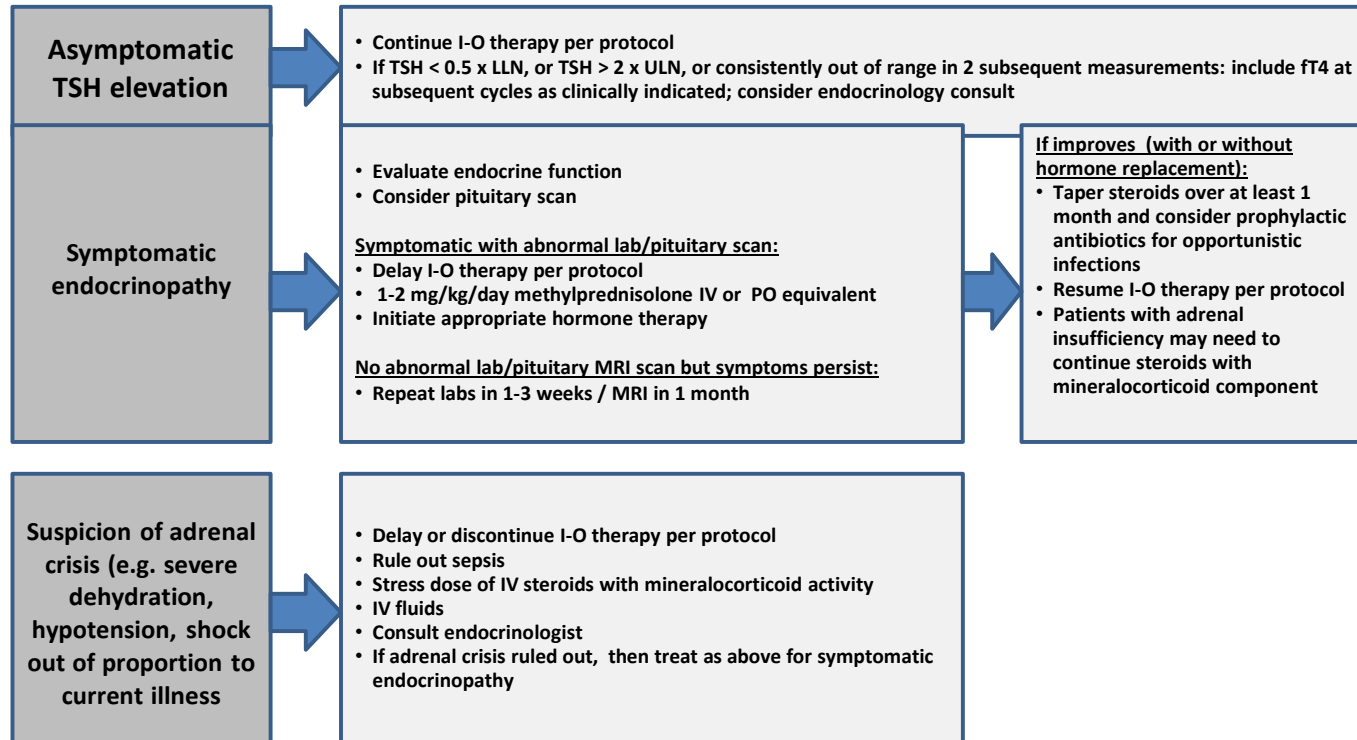 Asymptomatic
TSH elevation
• Continue I-O therapy per protocol
• If TSH < 0.5 x LLN, or TSH > 2 x ULN, or consistently out of range in 2 subsequent measurements: include fT4 at
subsequent cycles as clinically indicated; consider endocrinology consult
Symptomatic
endocrinopathy
• Evaluate endocrine function
• Consider pituitary scan
Symptomatic with abnormal lab/pituitary scan:
• Delay I-O therapy per protocol
• 1-2 mg/kg/day methylprednisolone IV or PO equivalent
• Initiate appropriate hormone therapy
No abnormal lab/pituitary MRI scan but symptoms persist:
• Repeat labs in 1-3 weeks / MRI in 1 month
If improves (with or without
hormone replacement):
• Taper steroids over at least 1
month and consider prophylactic
antibiotics for opportunistic
infections
• Resume I-O therapy per protocol
• Patients with adrenal
insufficiency may need to
continue steroids with
mineralocorticoid component
Suspicion of adrenal
crisis (e.g. severe
dehydration,
hypotension, shock
out of proportion to
current illness
• Delay or discontinue I-O therapy per protocol
• Rule out sepsis
• Stress dose of IV steroids with mineralocorticoid activity
• IV fluids
• Consult endocrinologist
• If adrenal crisis ruled out, then treat as above for symptomatic
endocrinopathy